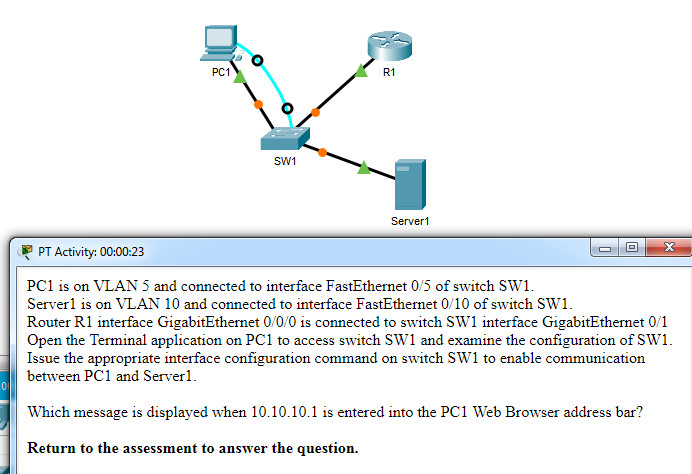 PC1
R1
SW1
Server1
PT Activity: 00:00:23
PC1 is on VLAN 5 and connected to interface FastEthernet 0/5 of switch SW1.
Server1 is on VLAN 10 and connected to interface FastEthernet 0/10 of switch SW1.
Router R1 interface GigabitEthernet 0/0/0 is connected to switch SW1 interface GigabitEthernet 0/1
Open the Terminal application on PC1 to access switch SW1 and examine the configuration of SW1.
Issue the appropriate interface configuration command on switch SW1 to enable communication
between PC1 and Server1.
Which message is displayed when 10.10.10.1 is entered into the PC1 Web Browser address bar?
Return to the assessment to answer the question.